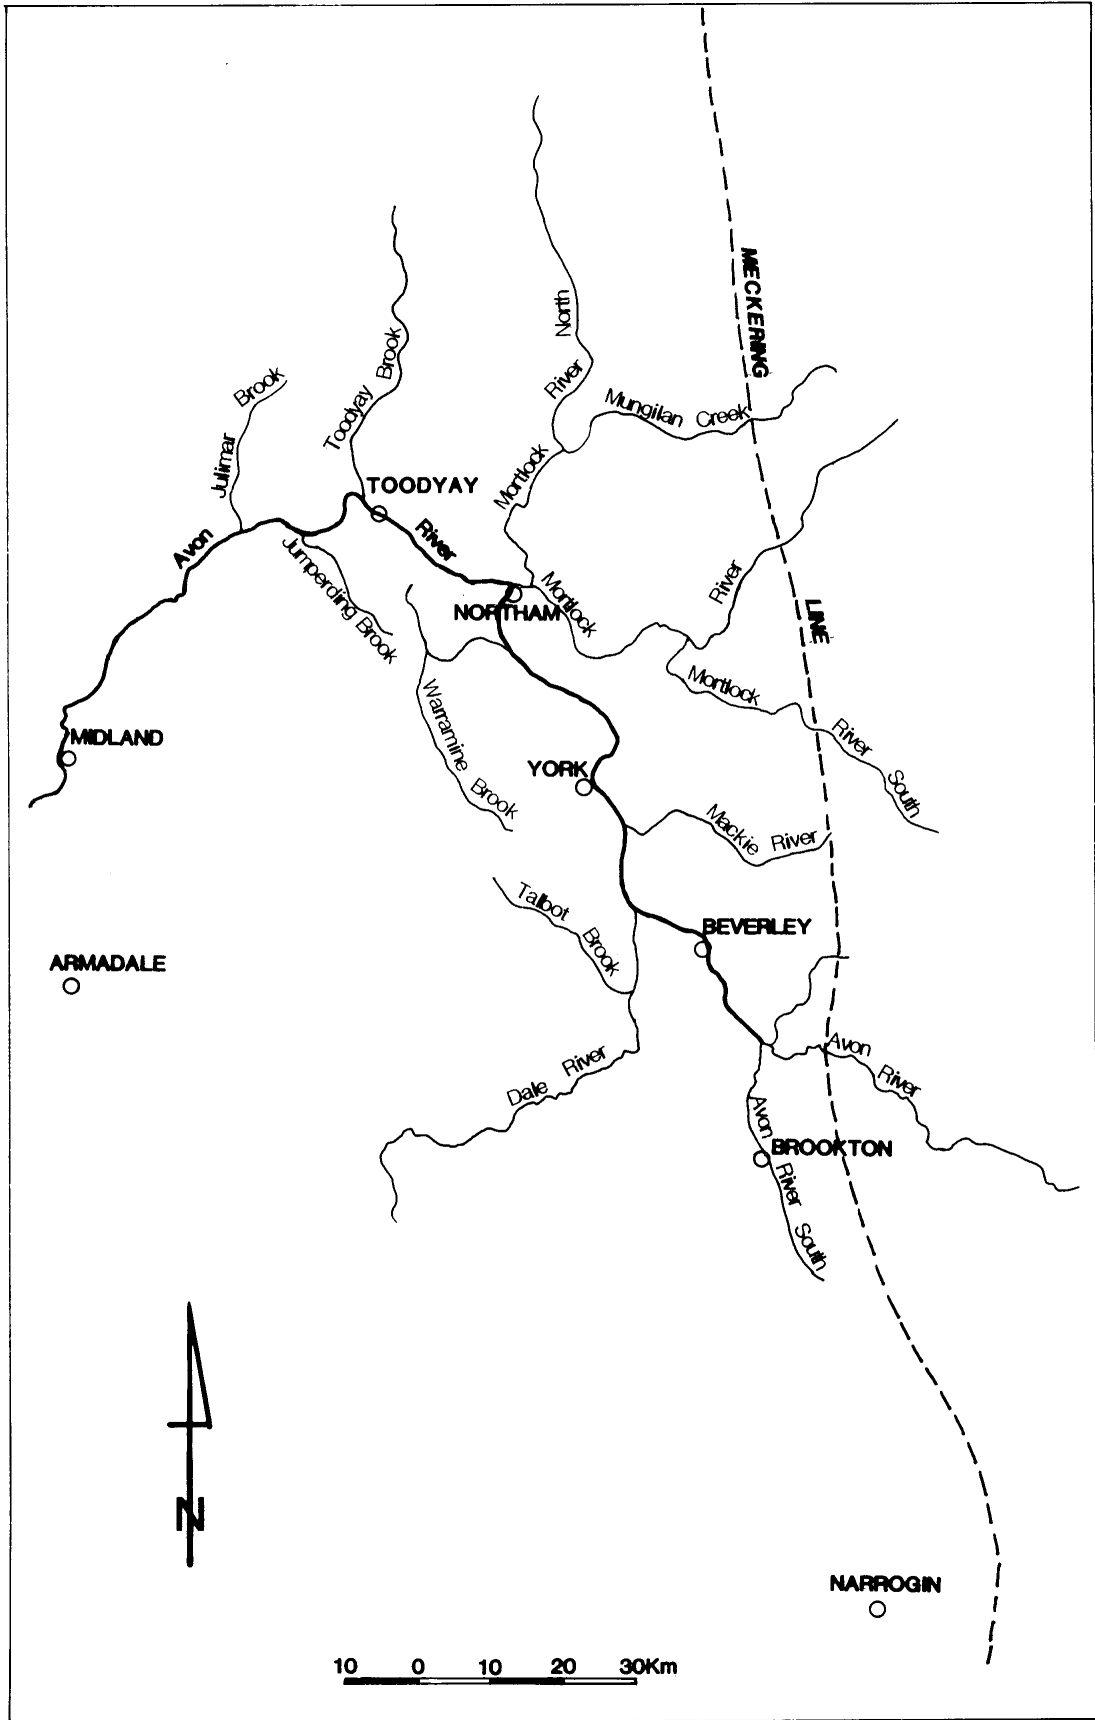 MECKERING
LINE
North
River
Mortlock
Toodyay Brook
Julimar Brook
Mungilan Creek
TOODYAY
Avon
River
Jumperding Brook
NORTHAM
Mortlock
River
Mortlock River South
Warramine Brook
MIDLAND
YORK
Mackie River
Talbot Brook
BEVERLEY
ARMADALE
Dale River
Avon River
Avon River South
BROOKTON
N
NARROGIN
10 0 10 20 30Km